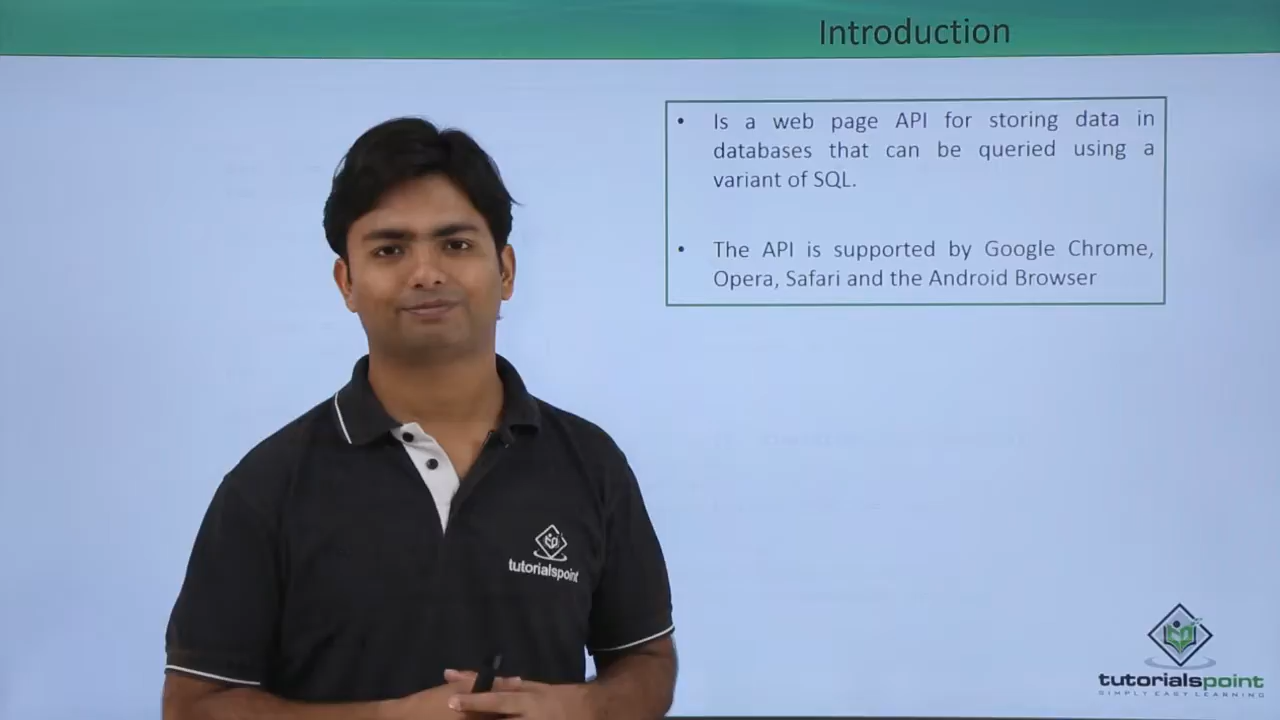 Introduction
• Is a web page API for storing data in
databases that can be queried using a
variant of SQL.
• The API is supported by Google Chrome,
Opera, Safari and the Android Browser
tutorialspoint
tutorialspoint
SIMPLY EASY LEARNING